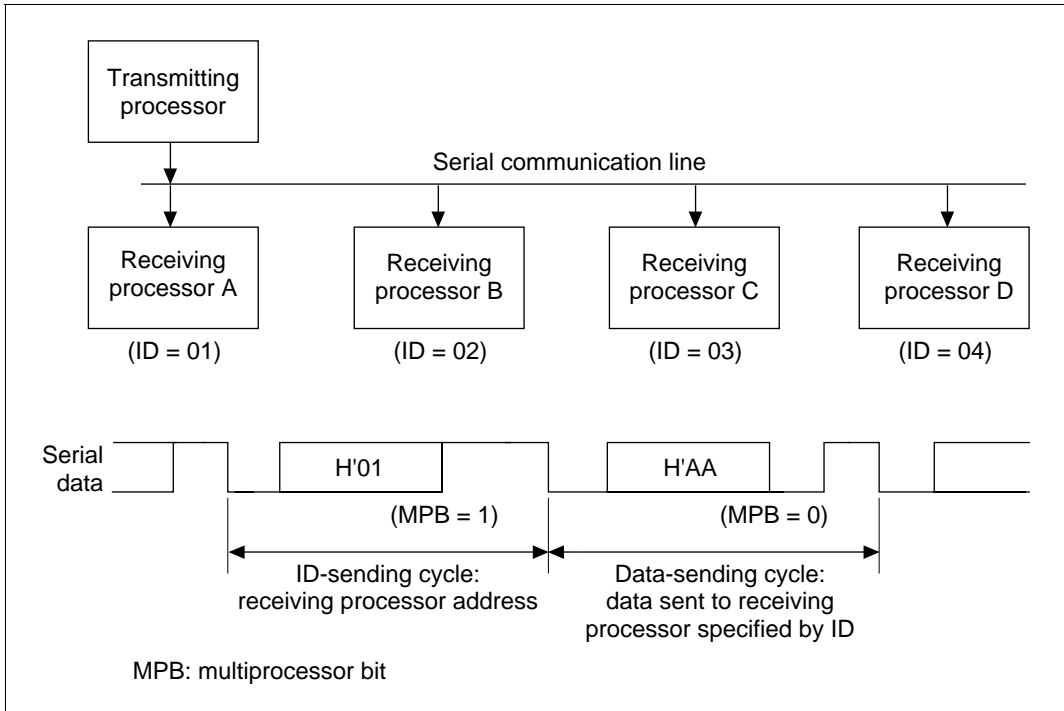 Transmitting
processor
Serial communication line
Receiving
processor A
Receiving
processor B
Receiving
processor C
Receiving
processor D
(ID = 01)
(ID = 02)
(ID = 03)
(ID = 04)
Serial
data
H'01
H'AA
(MPB = 1)
(MPB = 0)
ID-sending cycle:
receiving processor address
Data-sending cycle:
data sent to receiving
processor specified by ID
MPB: multiprocessor bit